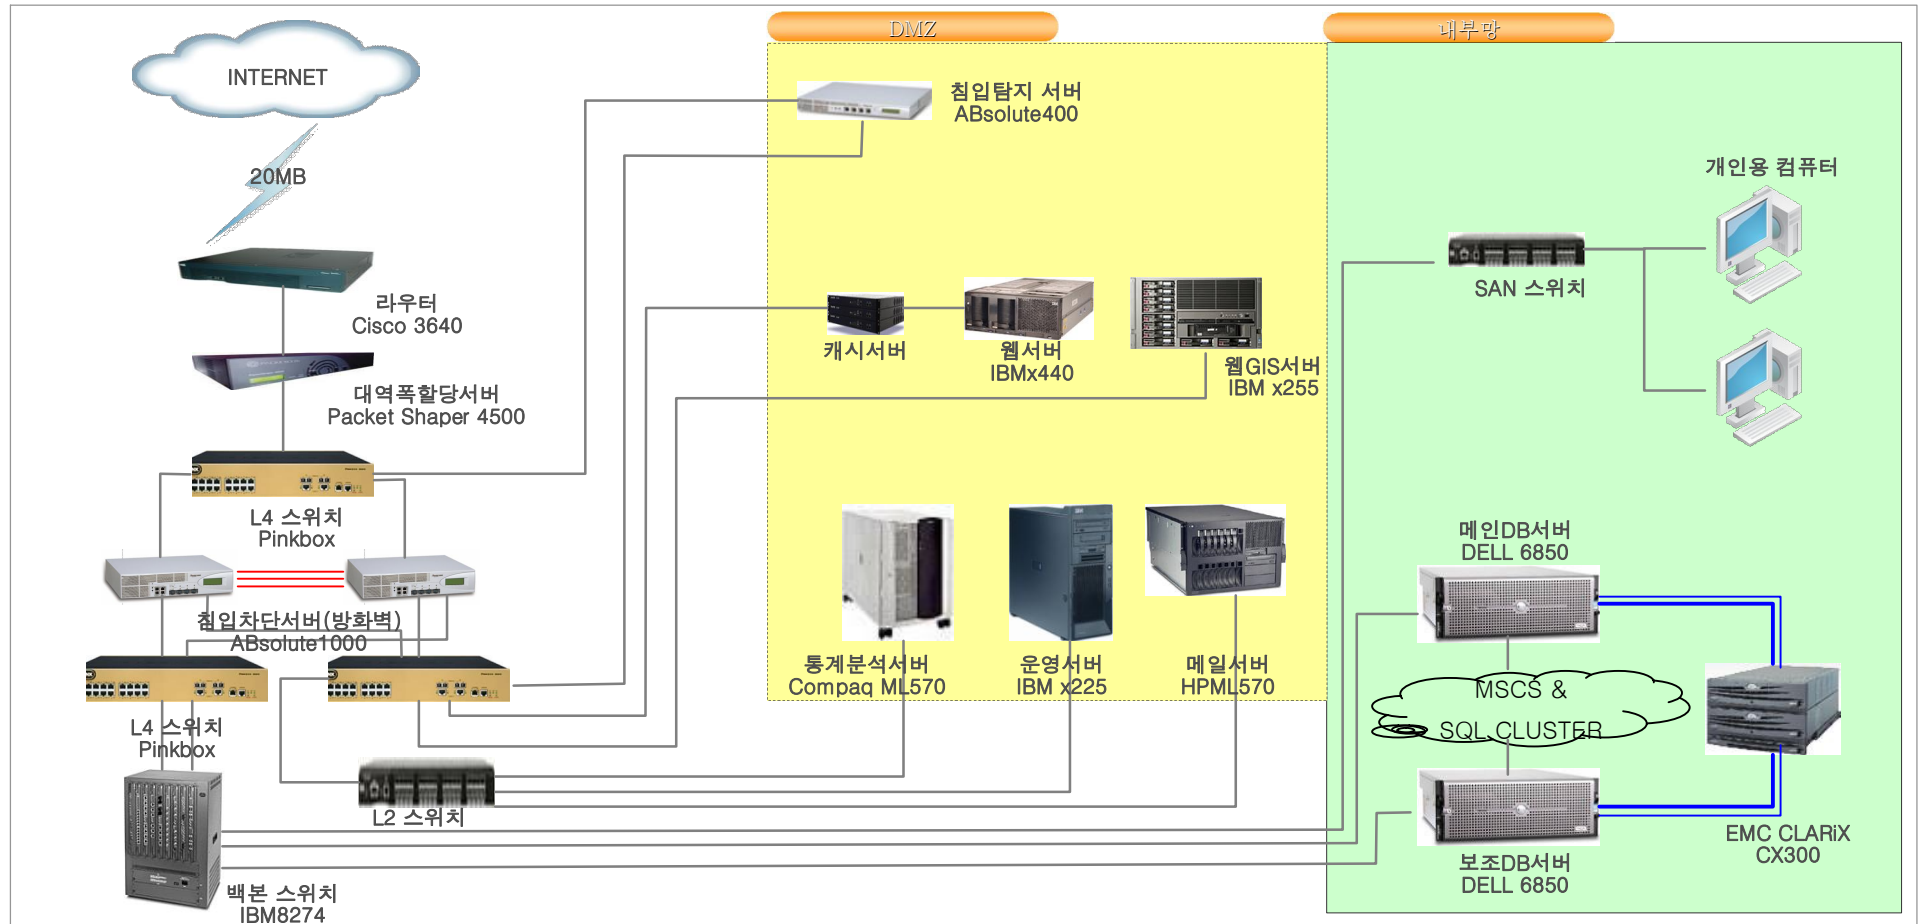 DMZ
내부망
INTERNET
침입탐지 서버
ABsolute400
20MB
개인용 컴퓨터
SAN 스위치
라우터
Cisco 3640
캐시서버
웹서버
IBMx440
웹GIS서버
IBM x255
대역폭할당서버
Packet Shaper 4500
L4 스위치
Pinkbox
메인DB서버
DELL 6850
침입차단서버(방화벽)
ABsolute1000
통계분석서버
Compaq ML570
운영서버
IBM x225
메일서버
HPML570
MSCS &
SQL CLUSTER
L4 스위치
Pinkbox
L2 스위치
EMC CLARiX
CX300
보조DB서버
DELL 6850
백본 스위치
IBM8274